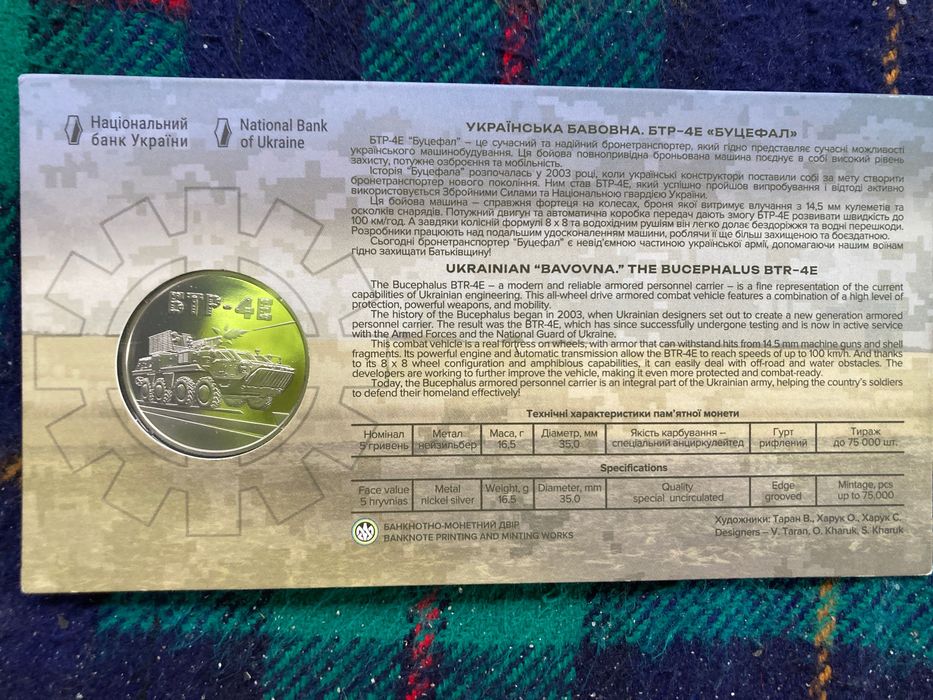 Національний
банк України
National Bank
of Ukraine
УКРАЇНСЬКА БАВОВНА. БТР-4Е «БУЦЕФАЛ»
БТР-4Е "Буцефал" – це сучасний та надійний бронетранспортер, який гідно представляє сучасні можливості
українського машинобудування. Ця бойова повнопривідна броньована машина поєднує в собі високий рівень
захисту, потужне озброєння та мобільність.
Історія "Буцефала" розпочалась у 2003 році, коли українські конструктори поставили собі за мету створити
бронетранспортер нового покоління. Ним став БТР-4Е, який успішно пройшов випробування і відтоді активно
використовується Збройними Силами та Національною гвардією України.
Ця бойова машина – справжня фортеця на колесах, броня якої витримує влучання з 14,5 мм кулеметів та
осколків снарядів. Потужний двигун та автоматична коробка передач дають змогу БТР-4Е розвивати швидкість до
100 км/год. А завдяки колісній формулі 8 х 8 та водохідним рушіям він легко долає бездоріжжя та водні перешкоди.
Розробники працюють над подальшим удосконаленням машини, роблячи її ще більш захищеною та боєздатною.
Сьогодні бронетранспортер "Буцефал" є невід'ємною частиною української армії, допомагаючи нашим воїнам
гідно захищати Батьківщину!
UKRAINIAN "BAVOVNA." THE BUCEPHALUS BTR-4E
The Bucephalus BTR-4E – a modern and reliable armored personnel carrier – is a fine representation of the current
capabilities of Ukrainian engineering. This all-wheel drive armored combat vehicle features a combination of a high level of
protection, powerful weapons, and mobility.
The history of the Bucephalus began in 2003, when Ukrainian designers set out to create a new generation armored
personnel carrier. The result was the BTR-4E, which has since successfully undergone testing and is now in active service
with the Armed Forces and the National Guard of Ukraine.
This combat vehicle is a real fortress on wheels, with armor that can withstand hits from 14.5 mm machine guns and shell
fragments. Its powerful engine and automatic transmission allow the BTR-4E to reach speeds of up to 100 km/h. And thanks
to its 8 x 8 wheel configuration and amphibious capabilities, it can easily deal with off-road and water obstacles. The
developers are working to further improve the vehicle, making it even more protected and combat-ready.
Today, the Bucephalus armored personnel carrier is an integral part of the Ukrainian army, helping the country's soldiers
to defend their homeland effectively!
БТР-4Е
Технічні характеристики пам'ятної монети
Номінал Метал Маса, г Діаметр, мм Якість карбування – Гурт Тираж
5 гривень нейзильбер 16,5 35,0 спеціальний анциркулейтед рифлений до 75 000 шт.
Specifications
Face value Metal Weight, g Diameter, mm Quality Edge Mintage, pcs
5 hryvnias nickel silver 16.5 35.0 special uncirculated grooved up to 75,000
БАНКНОТНО-МОНЕТНИЙ ДВІР
BANKNOTE PRINTING AND MINTING WORKS
Художники: Таран В., Харук О., Харук С.
Designers – V. Taran, O. Kharuk, S. Kharuk